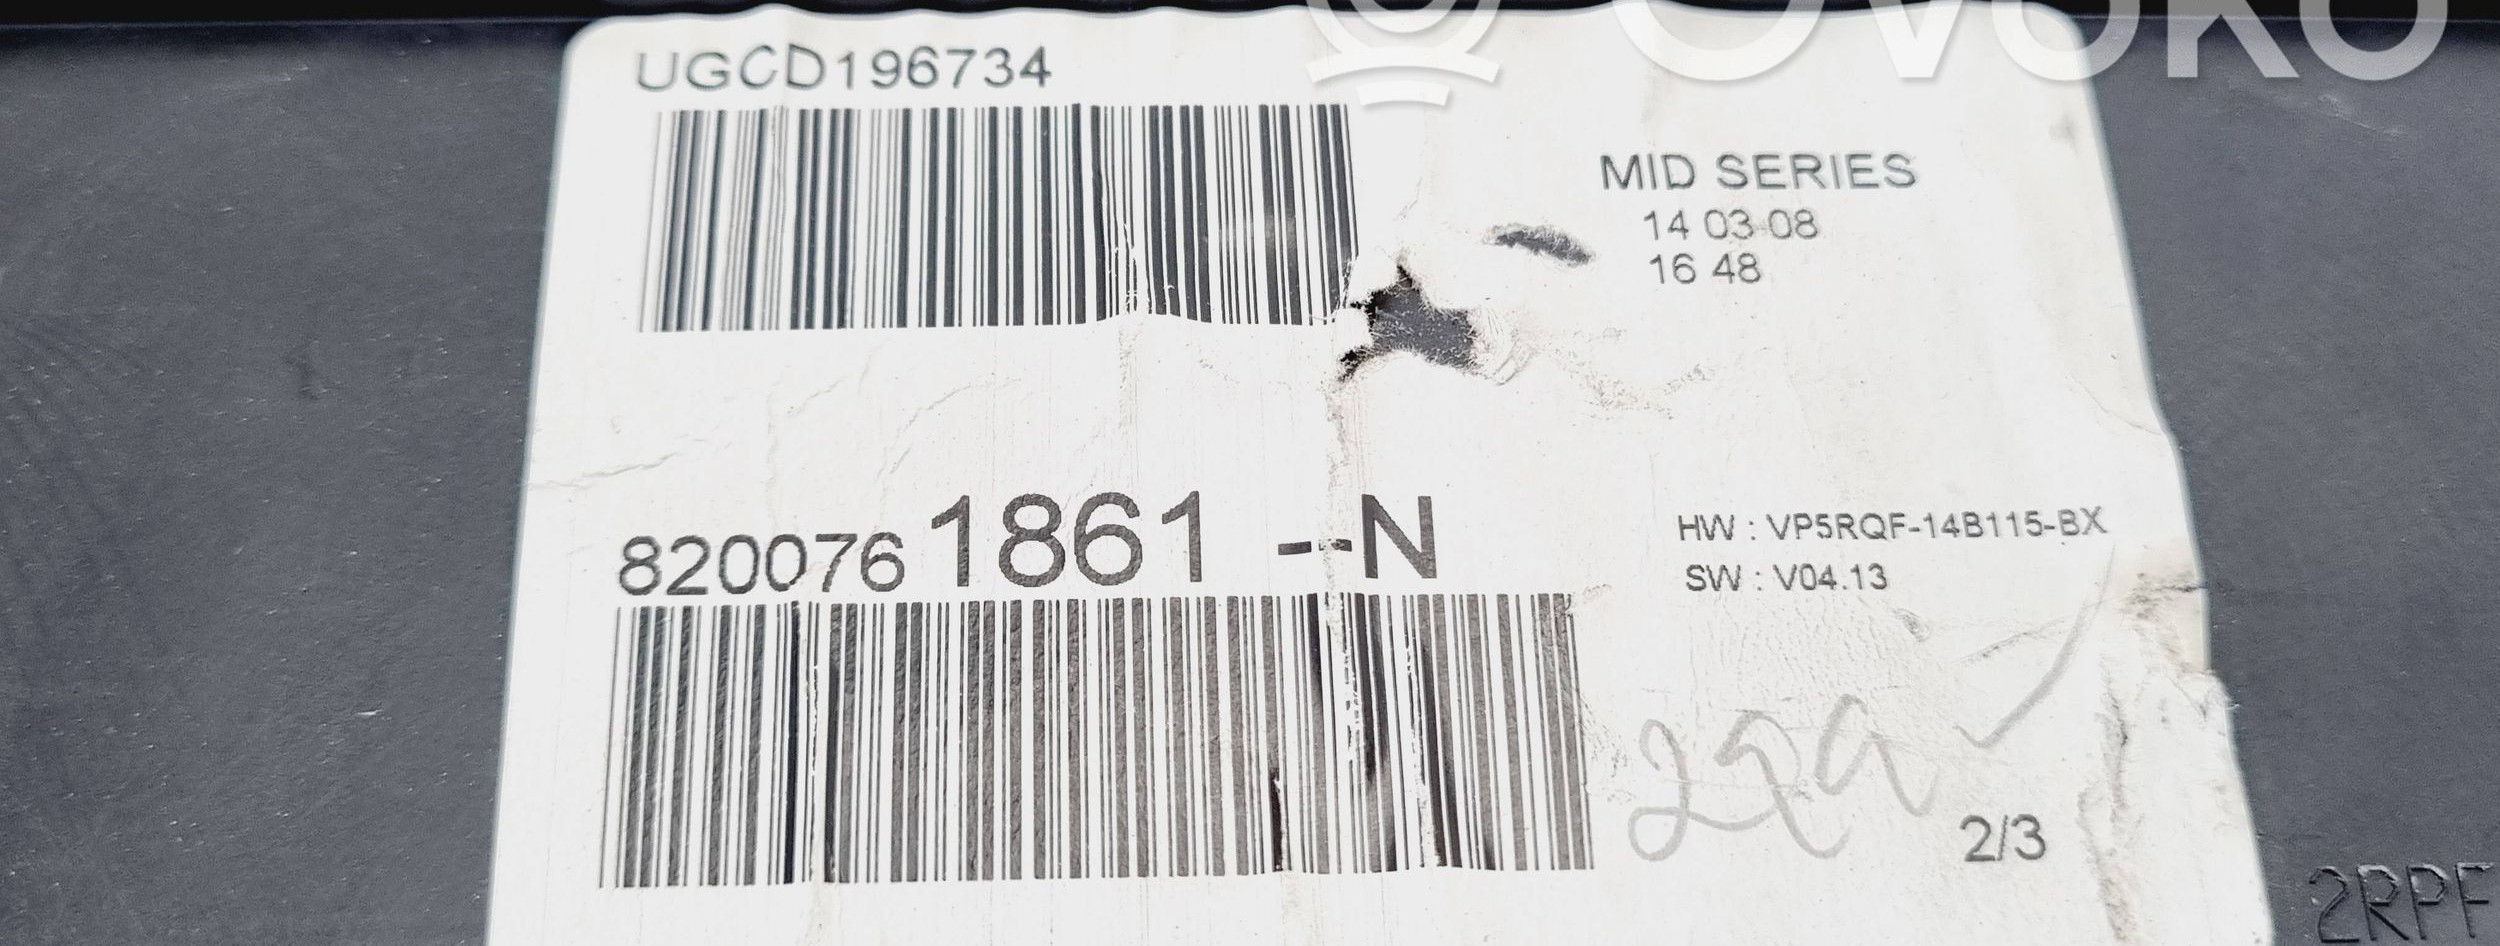 OVOKO
UGCD196734
MID SERIES
14 03 08
16 48
8200761861 --N
HW : VP5RQF-14B115-BX
SW : V04.13
2/3
2RPF